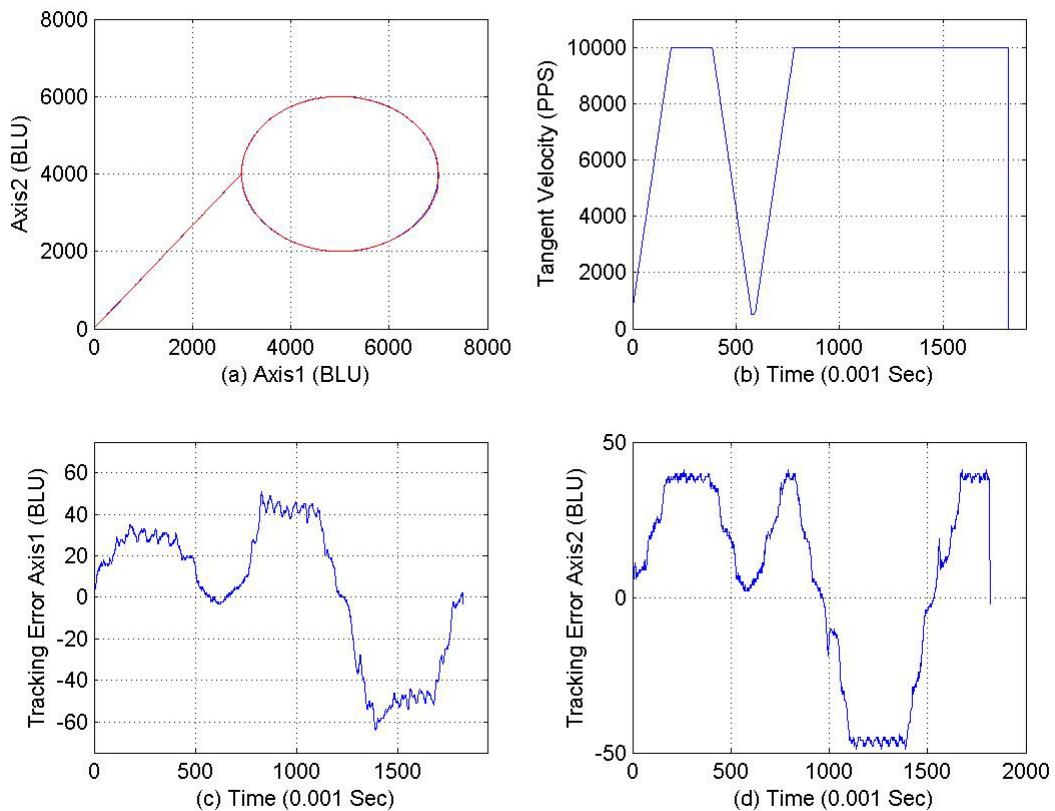 8000
6000
4000
2000
0
0 2000 4000 6000 8000
Axis2 (BLU)
(a) Axis1 (BLU)
10000
8000
6000
4000
2000
0
0 500 1000 1500
Tangent Velocity (PPS)
(b) Time (0.001 Sec)
60
40
20
0
-20
-40
-60
0 500 1000 1500
Tracking Error Axis1 (BLU)
(c) Time (0.001 Sec)
50
0
-50
0 500 1000 1500 2000
Tracking Error Axis2 (BLU)
(d) Time (0.001 Sec)